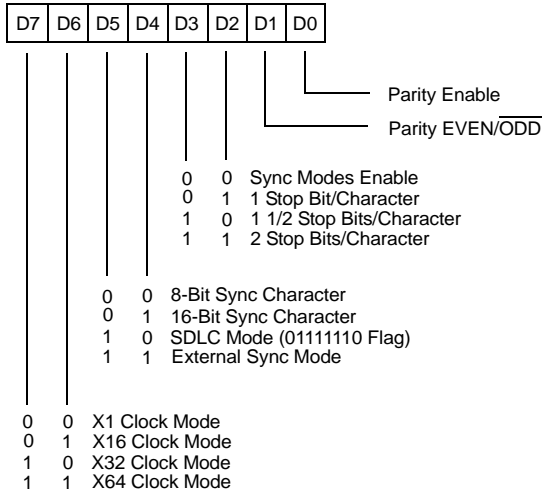 D7 D6 D5 D4 D3 D2 D1 D0
Parity Enable
Parity EVEN/ODD
0 0 Sync Modes Enable
0 1 1 Stop Bit/Character
1 0 1 1/2 Stop Bits/Character
1 1 2 Stop Bits/Character
0 0 8-Bit Sync Character
0 1 16-Bit Sync Character
1 0 SDLC Mode (01111110 Flag)
1 1 External Sync Mode
0 0 X1 Clock Mode
0 1 X16 Clock Mode
1 0 X32 Clock Mode
1 1 X64 Clock Mode